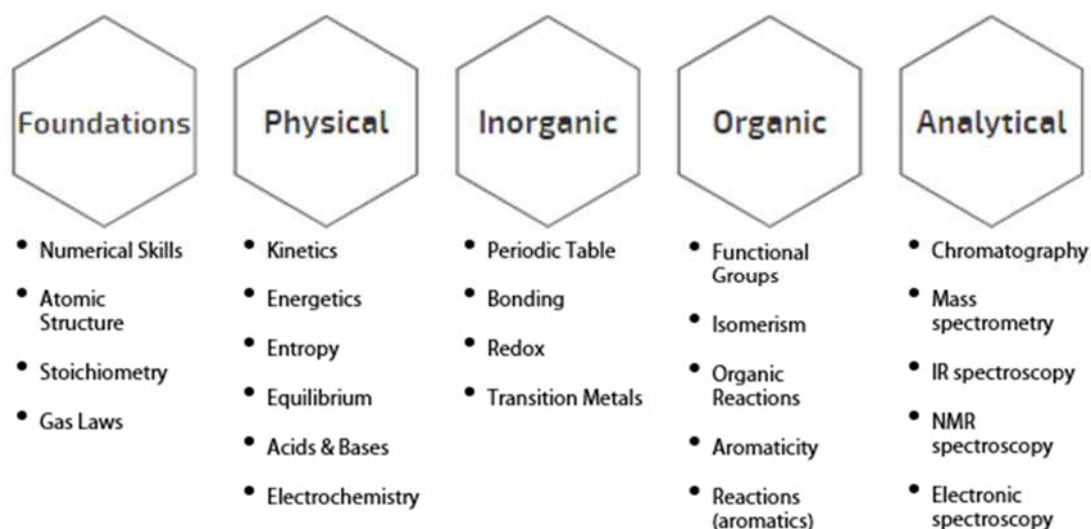 Foundations
Physical
Inorganic
Organic
Analytical
• Numerical Skills
• Atomic
Structure
• Stoichiometry
• Gas Laws
• Kinetics
• Energetics
• Entropy
• Equilibrium
• Acids & Bases
• Electrochemistry
• Periodic Table
• Bonding
• Redox
• Transition Metals
• Functional
Groups
• Isomerism
• Organic
Reactions
• Aromaticity
• Reactions
(aromatics)
• Chromatography
• Mass
spectrometry
• IR spectroscopy
• NMR
spectroscopy
• Electronic
spectroscopy